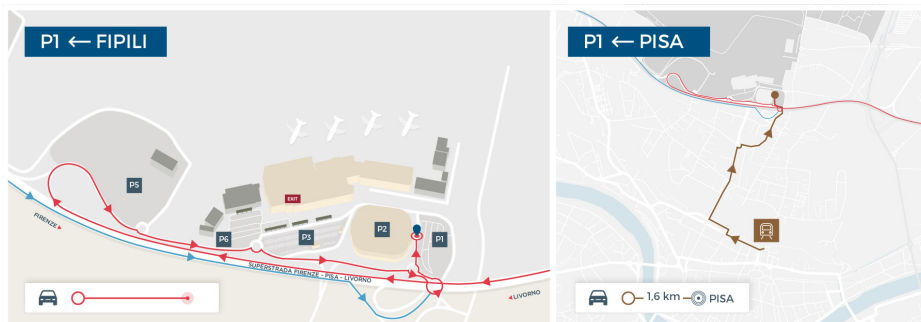 P1 ← FIPILI
P5
EXIT
P6
P3
P2
P1
FIRENZE
SUPERSTRADA FIRENZE - PISA - LIVORNO
LIVORNO
P1 ← PISA
1,6 km
PISA